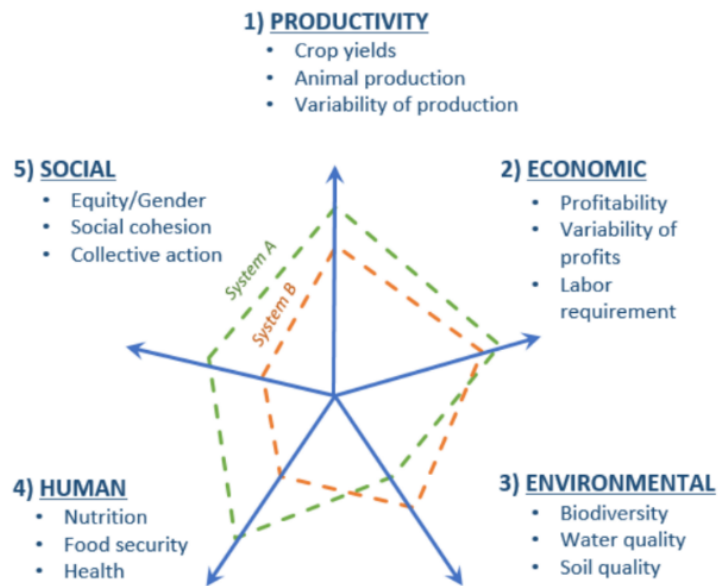 1) PRODUCTIVITY
• Crop yields
• Animal production
• Variability of production
5) SOCIAL
• Equity/Gender
• Social cohesion
• Collective action
2) ECONOMIC
• Profitability
• Variability of
profits
• Labor
requirement
System A
System B
4) HUMAN
• Nutrition
• Food security
• Health
3) ENVIRONMENTAL
• Biodiversity
• Water quality
• Soil quality